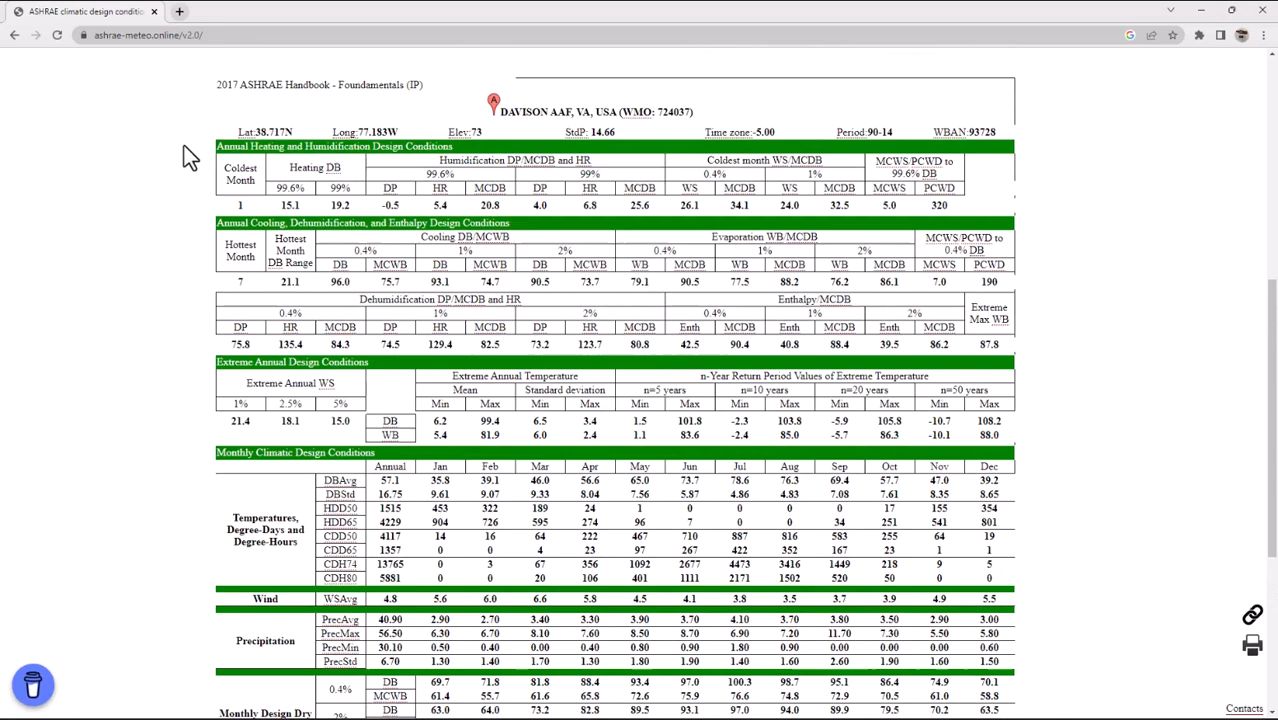 ASHRAE climatic design conditio
ashrae-meteo.online/v2.0/
2017 ASHRAE Handbook - Foundamentals (IP)
A
DAVISON AAF, VA, USA (WMO: 724037)
Lat:38.717N Long:77.183W Elev:73 StdP: 14.66 Time zone:-5.00 Period:90-14 WBAN:93728
Annual Heating and Humidification Design Conditions
Coldest Month Heating DB Humidification DP/MCDB and HR Coldest month WS/MCDB MCWS/PCWD to 99.6% DB
99.6% 99% 0.4% 1%
99.6% 99% DP HR MCDB DP HR MCDB WS MCDB WS MCDB MCWS PCWD
1 15.1 19.2 -0.5 5.4 20.8 4.0 6.8 25.6 26.1 34.1 24.0 32.5 5.0 320
Annual Cooling, Dehumidification, and Enthalpy Design Conditions
Hottest Month Hottest Month DB Range Cooling DB/MCWB Evaporation WB/MCDB MCWS/PCWD to 0.4% DB
0.4% 1% 2% 0.4% 1% 2%
DB MCWB DB MCWB DB MCWB WB MCDB WB MCDB WB MCDB MCWS PCWD
7 21.1 96.0 75.7 93.1 74.7 90.5 73.7 79.1 90.5 77.5 88.2 76.2 86.1 7.0 190
Dehumidification DP/MCDB and HR Enthalpy/MCDB Extreme Max WB
0.4% 1% 2% 0.4% 1% 2%
DP HR MCDB DP HR MCDB DP HR MCDB Enth MCDB Enth MCDB Enth MCDB
75.8 135.4 84.3 74.5 129.4 82.5 73.2 123.7 80.8 42.5 90.4 40.8 88.4 39.5 86.2 87.8
Extreme Annual Design Conditions
Extreme Annual WS Extreme Annual Temperature n-Year Return Period Values of Extreme Temperature
Mean Standard deviation n=5 years n=10 years n=20 years n=50 years
1% 2.5% 5% Min Max Min Max Min Max Min Max Min Max Min Max
21.4 18.1 15.0 DB 6.2 99.4 6.5 3.4 1.5 101.8 -2.3 103.8 -5.9 105.8 -10.7 108.2
WB 5.4 81.9 6.0 2.4 1.1 83.6 -2.4 85.0 -5.7 86.3 -10.1 88.0
Monthly Climatic Design Conditions
Annual Jan Feb Mar Apr May Jun Jul Aug Sep Oct Nov Dec
Temperatures, Degree-Days and Degree-Hours
DBAvg 57.1 35.8 39.1 46.0 56.6 65.0 73.7 78.6 76.3 69.4 57.7 47.0 39.2
DBStd 16.75 9.61 9.07 9.33 8.04 7.56 5.87 4.86 4.83 7.08 7.61 8.35 8.65
HDD50 1515 453 322 189 24 1 0 0 0 0 17 155 354
HDD65 4229 904 726 595 274 96 7 0 0 34 251 541 801
CDD50 4117 14 16 64 222 467 710 887 816 583 255 64 19
CDD65 1357 0 0 4 23 97 267 422 352 167 23 1 1
CDH74 13765 0 3 67 356 1092 2677 4473 3416 1449 218 9 5
CDH80 5881 0 0 20 106 401 1111 2171 1502 520 50 0 0
Wind WSAvg 4.8 5.6 6.0 6.6 5.8 4.5 4.1 3.8 3.5 3.7 3.9 4.9 5.5
Precipitation
PrecAvg 40.90 2.90 2.70 3.40 3.30 3.90 3.70 4.10 3.70 3.80 3.50 2.90 3.00
PrecMax 56.50 6.30 6.70 8.10 7.60 8.50 8.70 6.90 7.20 11.70 7.30 5.50 5.80
PrecMin 30.10 0.50 0.40 0.00 0.40 0.80 0.90 1.80 0.90 0.00 0.00 0.00 0.60
PrecStd 6.70 1.30 1.40 1.70 1.30 1.80 1.90 1.40 1.60 2.60 1.90 1.60 1.50
0.4% DB 69.7 71.8 81.8 88.4 93.4 97.0 100.3 98.7 95.1 86.4 74.9 70.1
MCWB 61.4 55.7 61.6 65.8 72.6 75.9 76.6 74.8 72.9 70.5 61.0 58.8
Monthly Design Dry DB 63.0 64.0 73.2 82.8 89.5 93.1 97.0 94.0 89.9 79.5 70.2 63.5
Contacts